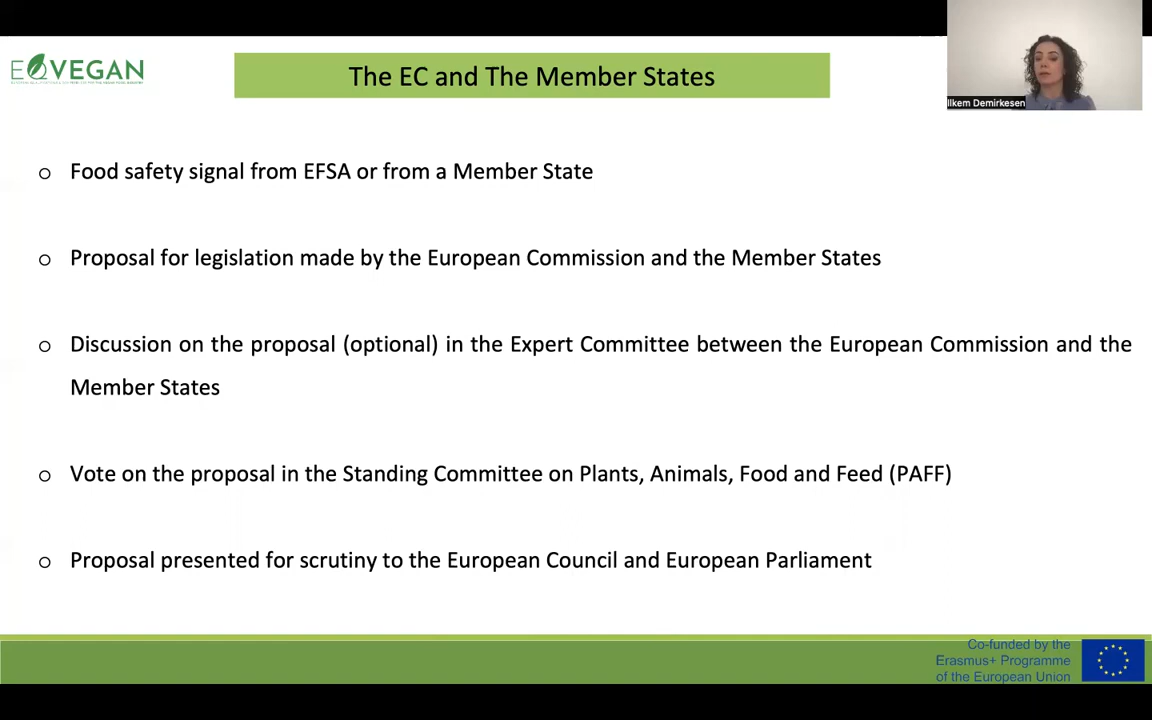 EQVEGAN
The EC and The Member States
Ilkem Demirkesen
o Food safety signal from EFSA or from a Member State
o Proposal for legislation made by the European Commission and the Member States
o Discussion on the proposal (optional) in the Expert Committee between the European Commission and the
Member States
o Vote on the proposal in the Standing Committee on Plants, Animals, Food and Feed (PAFF)
o Proposal presented for scrutiny to the European Council and European Parliament
Co-funded by the
Erasmus+ Programme
of the European Union